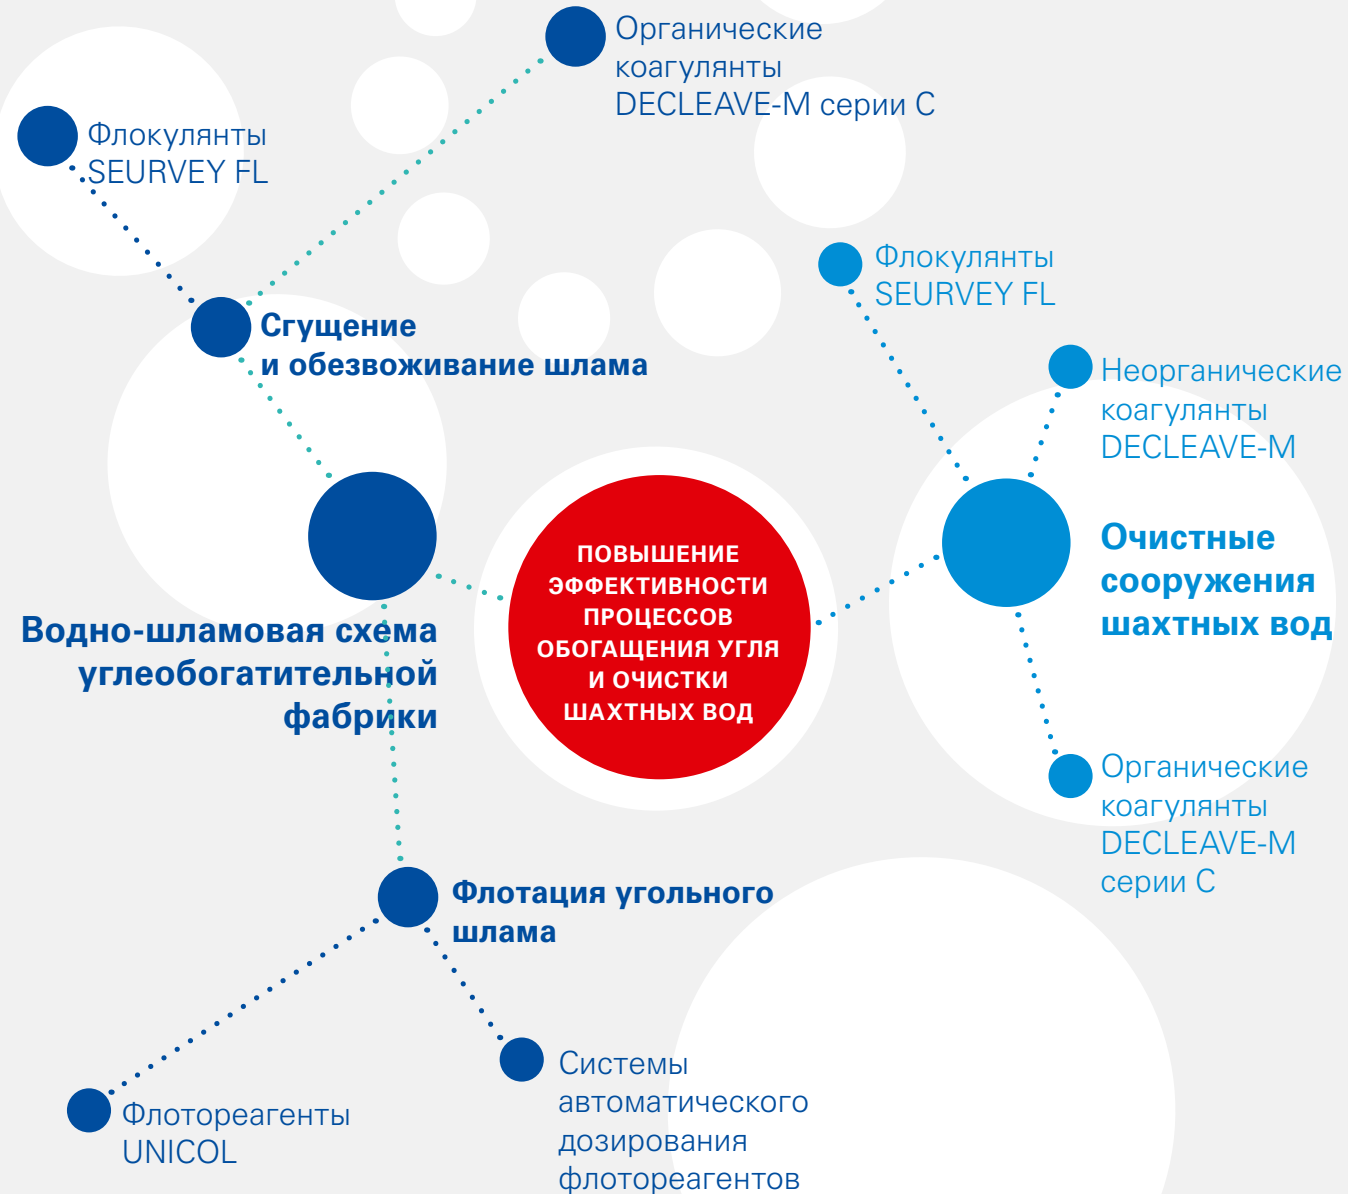 Органические
коагулянты
DECLEAVE-M серии С
Флокулянты
SEURVEY FL
Сгущение
и обезвоживание шлама
Флокулянты
SEURVEY FL
Неорганические
коагулянты
DECLEAVE-M
Очистные
сооружения
шахтных вод
ПОВЫШЕНИЕ
ЭФФЕКТИВНОСТИ
ПРОЦЕССОВ
ОБОГАЩЕНИЯ УГЛЯ
И ОЧИСТКИ
ШАХТНЫХ ВОД
Водно-шламовая схема
углеобогатительной
фабрики
Органические
коагулянты
DECLEAVE-M
серии С
Флотация угольного
шлама
Флотореагенты
UNICOL
Системы
автоматического
дозирования
флотореагентов